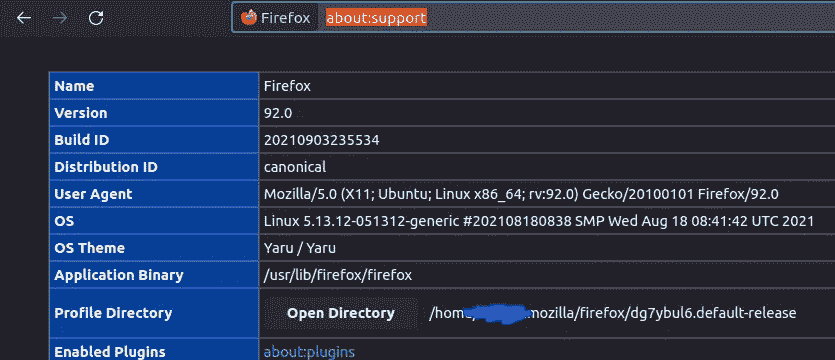 Firefox about:support
Name Firefox
Version 92.0
Build ID 20210903235534
Distribution ID canonical
User Agent Mozilla/5.0 (X11; Ubuntu; Linux x86_64; rv:92.0) Gecko/20100101 Firefox/92.0
OS Linux 5.13.12-051312-generic #202108180838 SMP Wed Aug 18 08:41:42 UTC 2021
OS Theme Yaru / Yaru
Application Binary /usr/lib/firefox/firefox
Profile Directory Open Directory /home mozilla/firefox/dg7ybul6.default-release
Enabled Plugins about:plugins